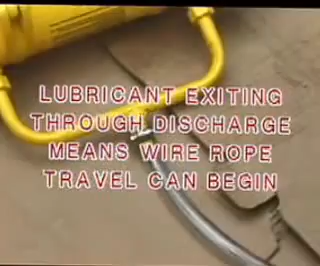 LUBRICANT EXITING
THROUGH DISCHARGE
MEANS WIRE ROPE
TRAVEL CAN BEGIN